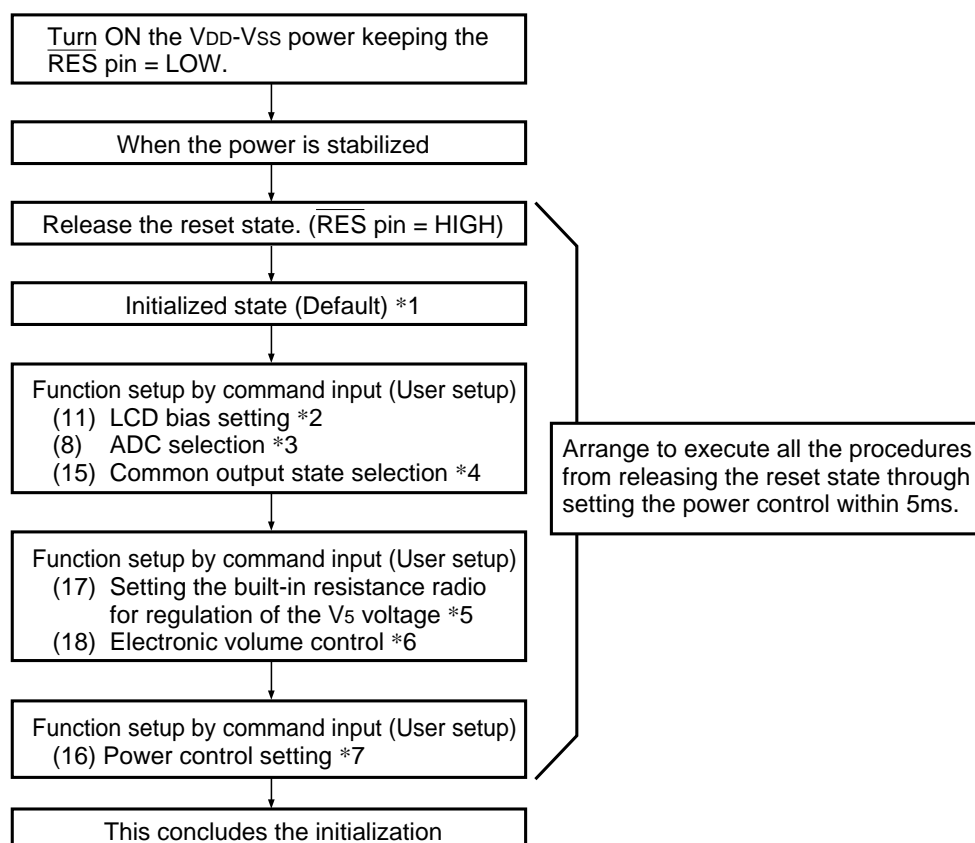 Turn ON the VDD-VSS power keeping the
RES pin = LOW.
When the power is stabilized
Release the reset state. (RES pin = HIGH)
Initialized state (Default) *1
Function setup by command input (User setup)
(11) LCD bias setting *2
(8) ADC selection *3
(15) Common output state selection *4
Arrange to execute all the procedures
from releasing the reset state through
setting the power control within 5ms.
Function setup by command input (User setup)
(17) Setting the built-in resistance radio
for regulation of the V5 voltage *5
(18) Electronic volume control *6
Function setup by command input (User setup)
(16) Power control setting *7
This concludes the initialization